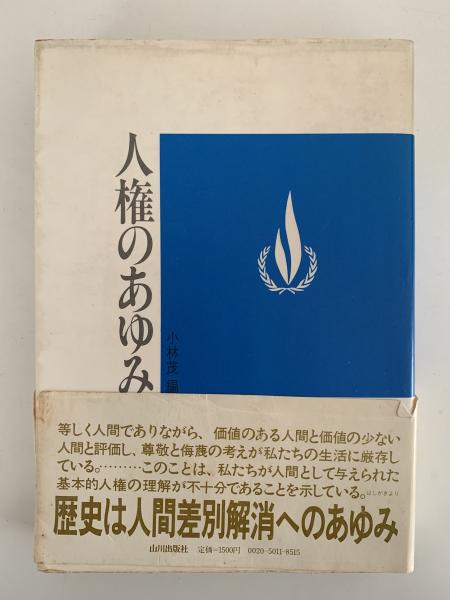 人権のあゆみ
小林茂 編
等しく人間でありながら、価値のある人間と価値の少ない
人間と評価し、尊敬と侮蔑の考えが私たちの生活に厳存し
ている。………このことは、私たちが人間として与えられた
基本的人権の理解が不十分であることを示している。はしがきより
歴史は人間差別解消へのあゆみ
山川出版社 定価=1500円 0020-5011-8515